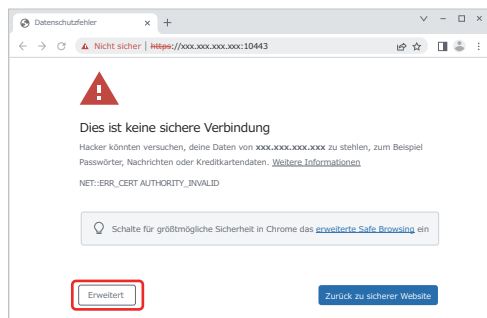 Datenschutzfehler
Nicht sicher | https://xxx.xxx.xxx.xxx:10443
Dies ist keine sichere Verbindung
Hacker könnten versuchen, deine Daten von xxx.xxx.xxx.xxx zu stehlen, zum Beispiel
Passwörter, Nachrichten oder Kreditkartendaten. Weitere Informationen
NET::ERR_CERT AUTHORITY_INVALID
Schalte für größtmögliche Sicherheit in Chrome das erweiterte Safe Browsing ein
Erweitert
Zurück zu sicherer Website